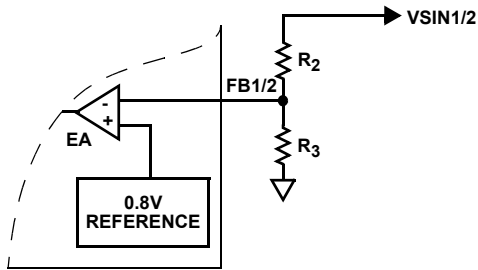 VSIN1/2
R2
FB1/2
-
+
EA
R3
0.8V
REFERENCE